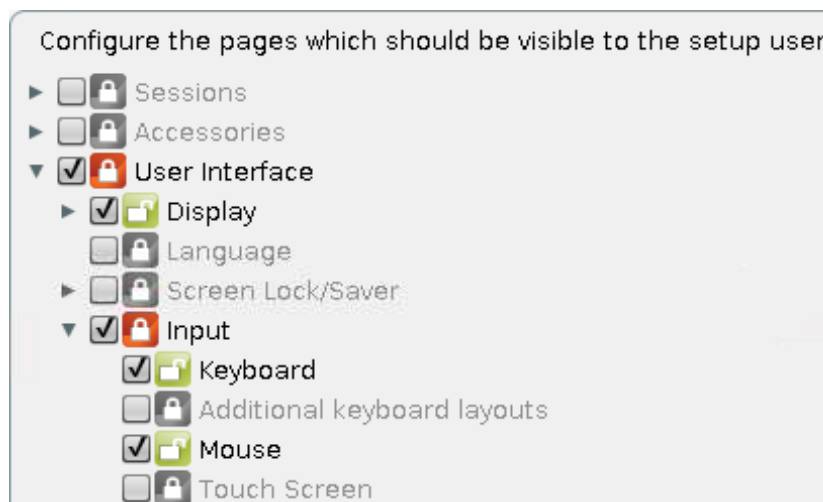 Configure the pages which should be visible to the setup user
Sessions
Accessories
User Interface
Display
Language
Screen Lock/Saver
Input
Keyboard
Additional keyboard layouts
Mouse
Touch Screen